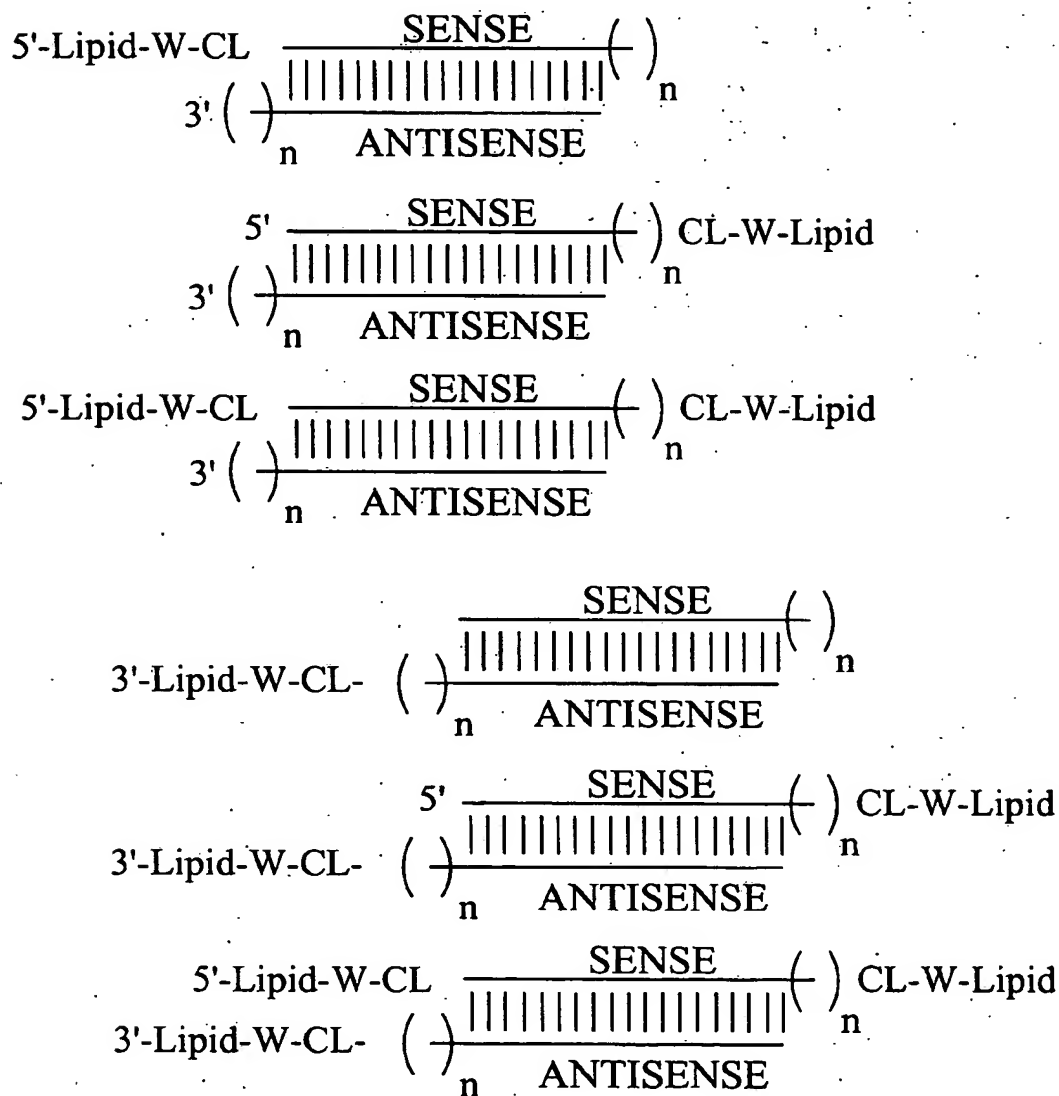 5'-Lipid-W-CL SENSE ( )n
3' ( )n ANTISENSE
5' SENSE ( )n CL-W-Lipid
3' ( )n ANTISENSE
5'-Lipid-W-CL SENSE ( )n CL-W-Lipid
3' ( )n ANTISENSE
SENSE ( )n
3'-Lipid-W-CL- ( )n ANTISENSE
5' SENSE ( )n CL-W-Lipid
3'-Lipid-W-CL- ( )n ANTISENSE
5'-Lipid-W-CL SENSE ( )n CL-W-Lipid
3'-Lipid-W-CL- ( )n ANTISENSE